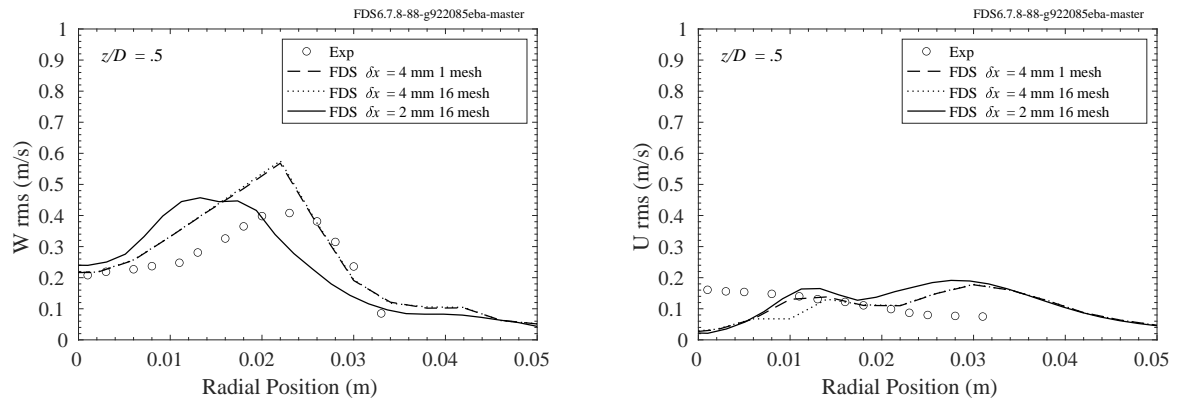 FDS6.7.8-88-g922085eba-master
z/D = .5
Exp
FDS δx = 4 mm 1 mesh
FDS δx = 4 mm 16 mesh
FDS δx = 2 mm 16 mesh
1
0.9
0.8
0.7
0.6
0.5
0.4
0.3
0.2
0.1
0
W rms (m/s)
0 0.01 0.02 0.03 0.04 0.05
Radial Position (m)
FDS6.7.8-88-g922085eba-master
z/D = .5
Exp
FDS δx = 4 mm 1 mesh
FDS δx = 4 mm 16 mesh
FDS δx = 2 mm 16 mesh
1
0.9
0.8
0.7
0.6
0.5
0.4
0.3
0.2
0.1
0
U rms (m/s)
0 0.01 0.02 0.03 0.04 0.05
Radial Position (m)